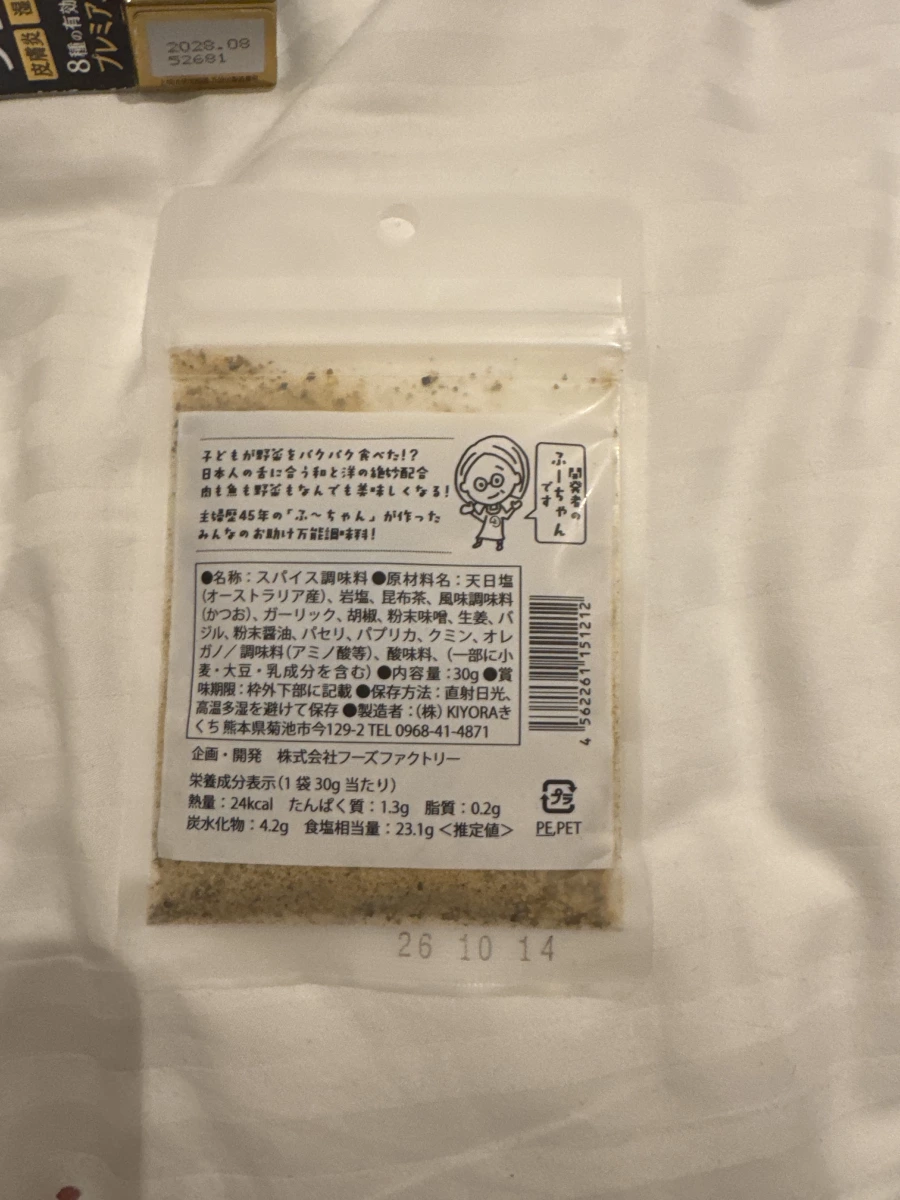 皮膚炎 湿
8種の有効
プレミア
2028.08
52681
子どもが野菜をパクパク食べた!?
日本人の舌に合う和と洋の絶妙配合
肉も魚も野菜もなんでも美味しくなる!
主婦歴45年の「ふ〜ちゃん」が作った
みんなのお助け万能調味料!
開発者の
ふーちゃん
です
●名称：スパイス調味料 ●原材料名：天日塩
(オーストラリア産)、岩塩、昆布茶、風味調味料
(かつお)、ガーリック、胡椒、粉末味噌、生姜、バ
ジル、粉末醤油、パセリ、パプリカ、クミン、オレ
ガノ／調味料(アミノ酸等)、酸味料、(一部に小
麦・大豆・乳成分を含む) ●内容量：30g ●賞
味期限：枠外下部に記載 ●保存方法：直射日光、
高温多湿を避けて保存 ●製造者：(株) KIYORAき
くち 熊本県菊池市今129-2 TEL 0968-41-4871
4 562261 151212
企画・開発　株式会社フーズファクトリー
栄養成分表示(1 袋 30g 当たり)
熱量：24kcal　たんぱく質：1.3g　脂質：0.2g
炭水化物：4.2g　食塩相当量：23.1g ＜推定値＞
プラ
PE,PET
26 10 14